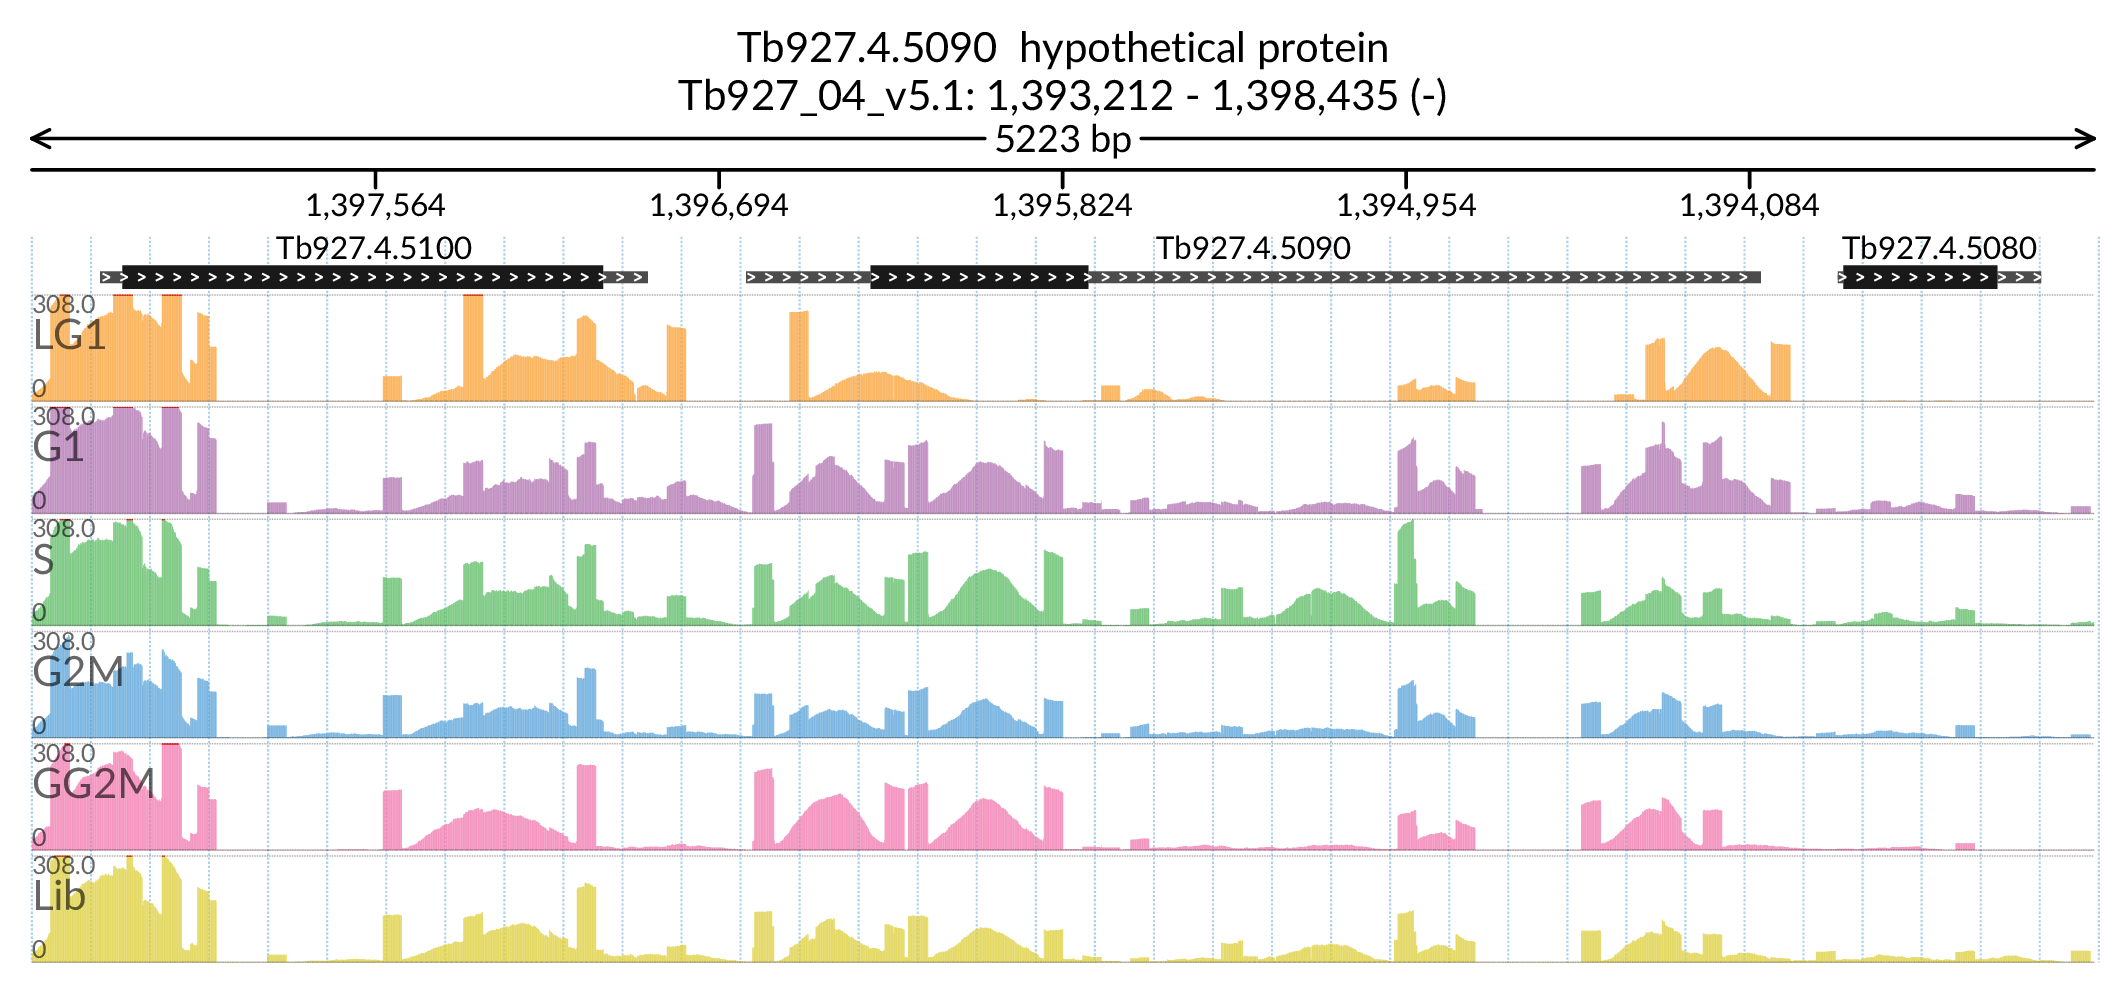 Tb927.4.5090 hypothetical protein
Tb927_04_v5.1: 1,393,212 - 1,398,435 (-)
5223 bp
1,397,564 1,396,694 1,395,824 1,394,954 1,394,084
Tb927.4.5100 Tb927.4.5090 Tb927.4.5080
308.0
LG1
0
308.0
G1
0
308.0
S
0
308.0
G2M
0
308.0
GG2M
0
308.0
Lib
0